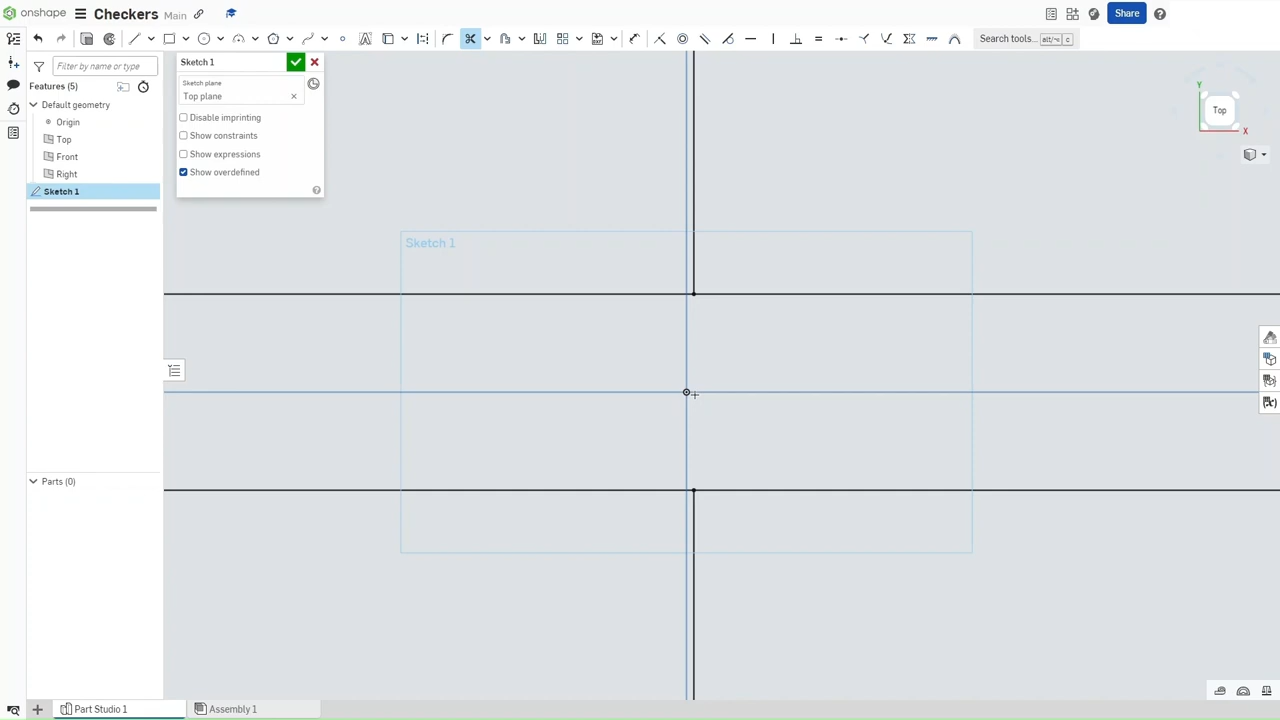 onshape Checkers Main Share
Search tools... alt/⌥ c
Filter by name or type
Features (5)
Default geometry
Origin
Top
Front
Right
Sketch 1
Parts (0)
Sketch 1
Sketch plane
Top plane
Disable imprinting
Show constraints
Show expressions
Show overdefined
Sketch 1
Y
Top
X
Part Studio 1
Assembly 1